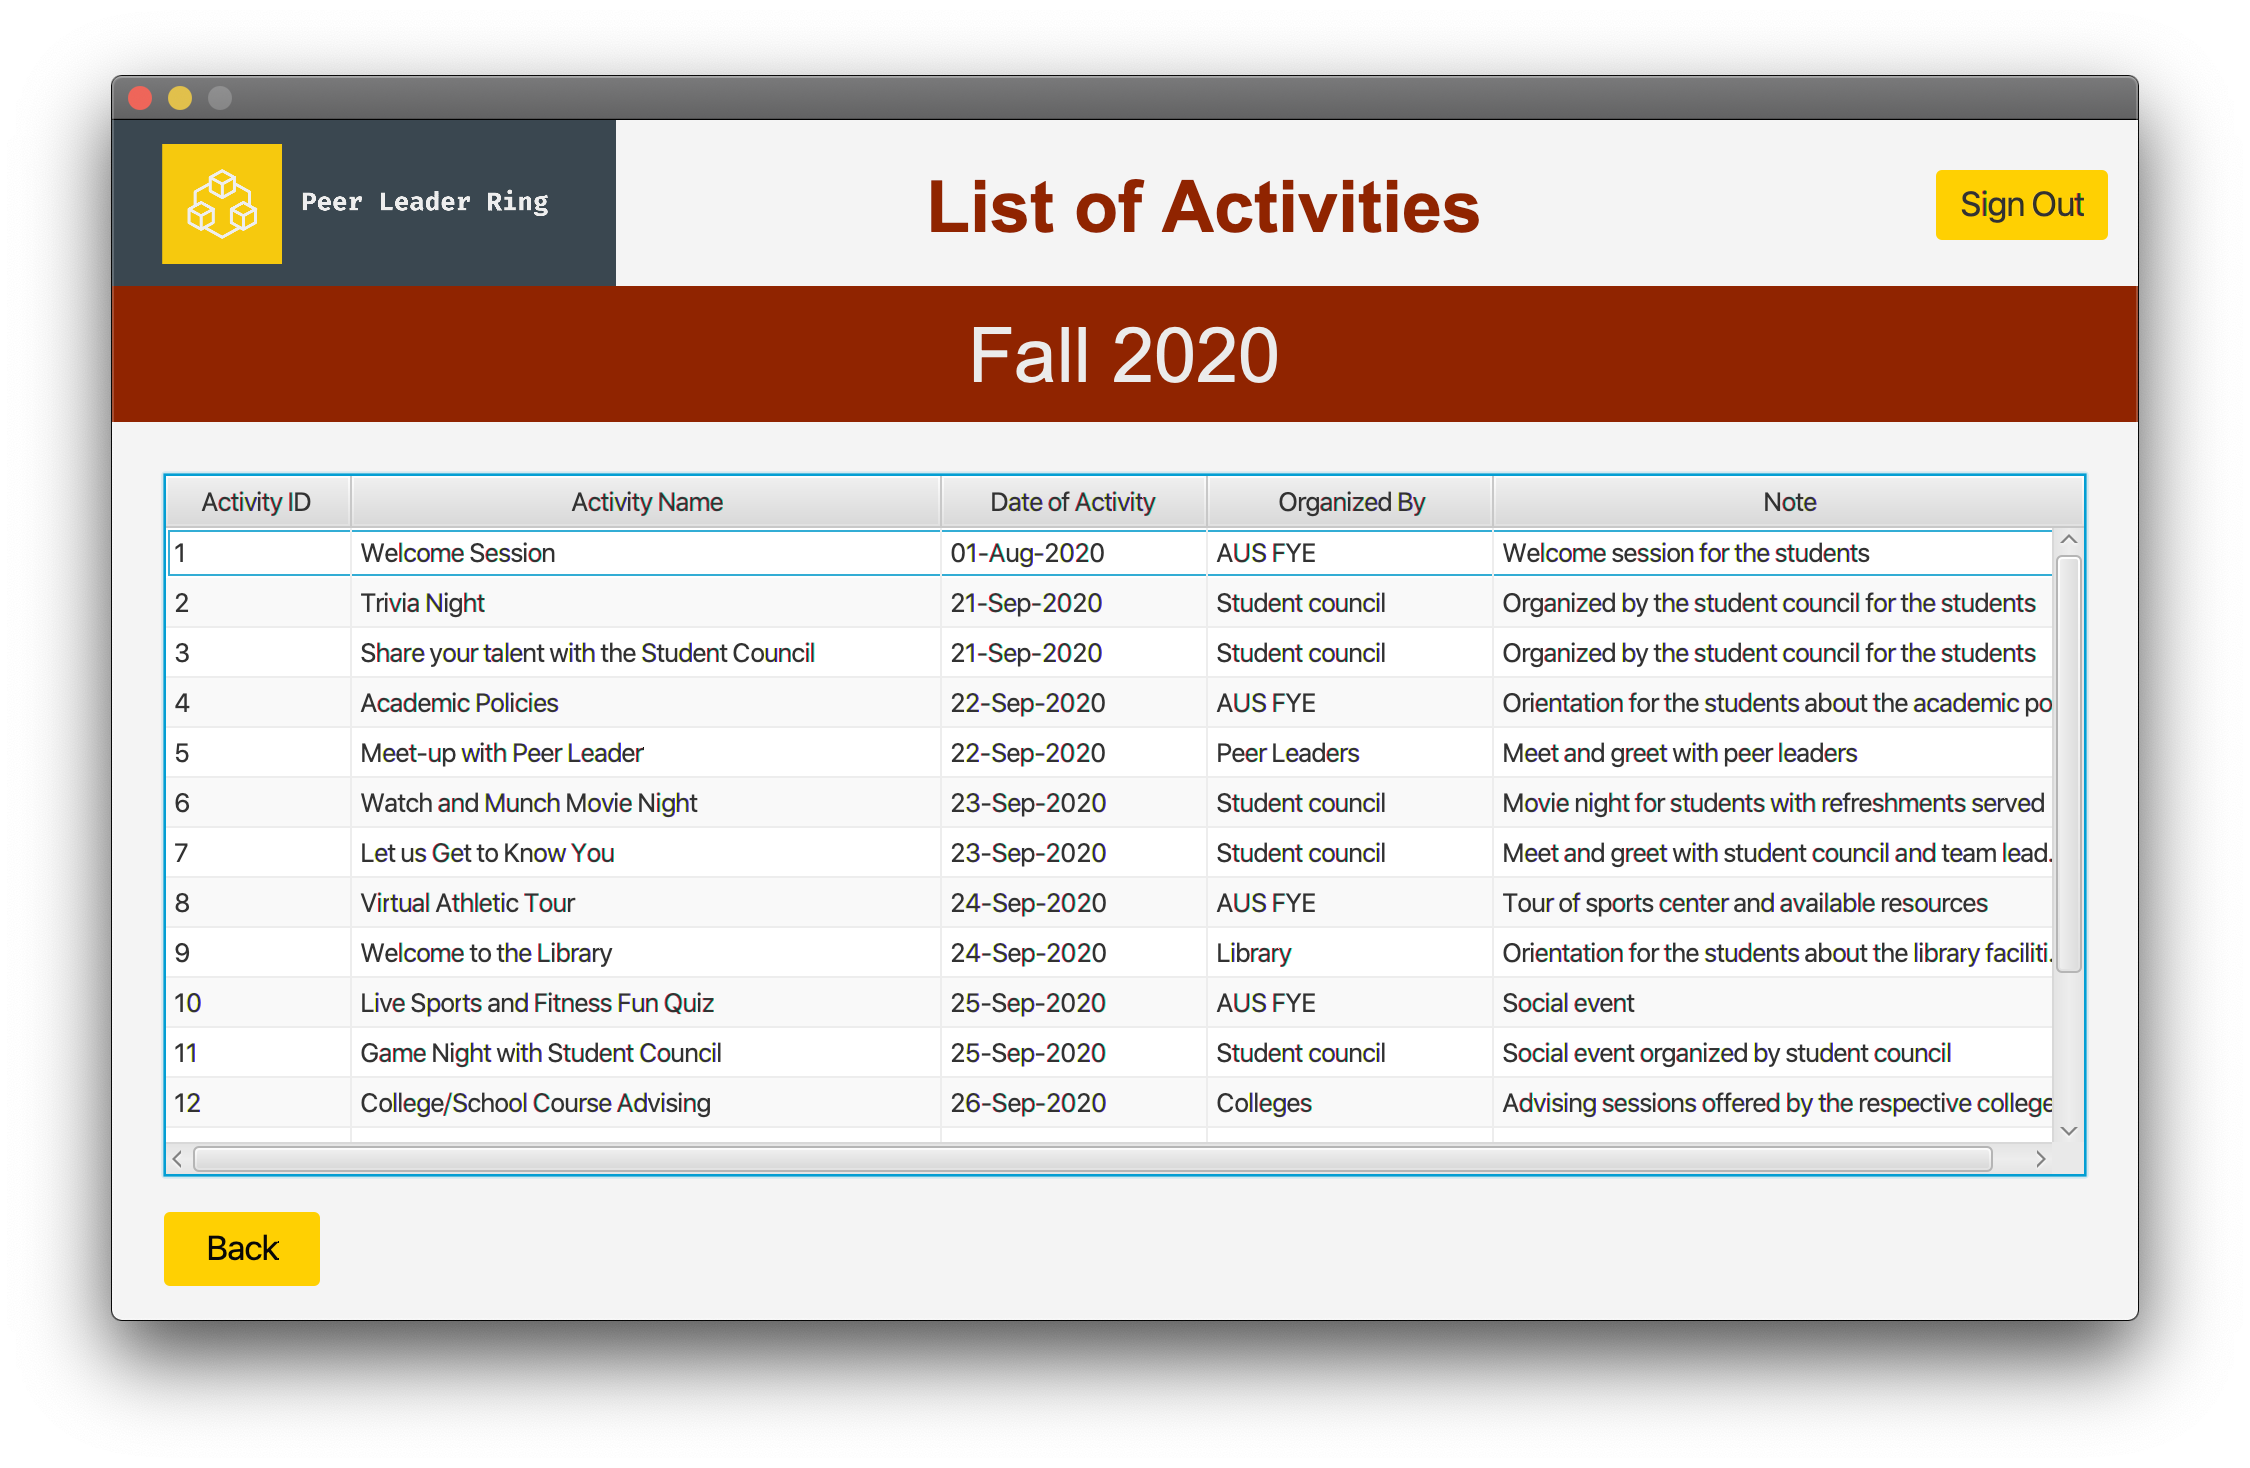 Peer Leader Ring
List of Activities
Sign Out
Fall 2020
Activity ID Activity Name Date of Activity Organized By Note
1 Welcome Session 01-Aug-2020 AUS FYE Welcome session for the students
2 Trivia Night 21-Sep-2020 Student council Organized by the student council for the students
3 Share your talent with the Student Council 21-Sep-2020 Student council Organized by the student council for the students
4 Academic Policies 22-Sep-2020 AUS FYE Orientation for the students about the academic po
5 Meet-up with Peer Leader 22-Sep-2020 Peer Leaders Meet and greet with peer leaders
6 Watch and Munch Movie Night 23-Sep-2020 Student council Movie night for students with refreshments served
7 Let us Get to Know You 23-Sep-2020 Student council Meet and greet with student council and team lead.
8 Virtual Athletic Tour 24-Sep-2020 AUS FYE Tour of sports center and available resources
9 Welcome to the Library 24-Sep-2020 Library Orientation for the students about the library faciliti.
10 Live Sports and Fitness Fun Quiz 25-Sep-2020 AUS FYE Social event
11 Game Night with Student Council 25-Sep-2020 Student council Social event organized by student council
12 College/School Course Advising 26-Sep-2020 Colleges Advising sessions offered by the respective college
Back